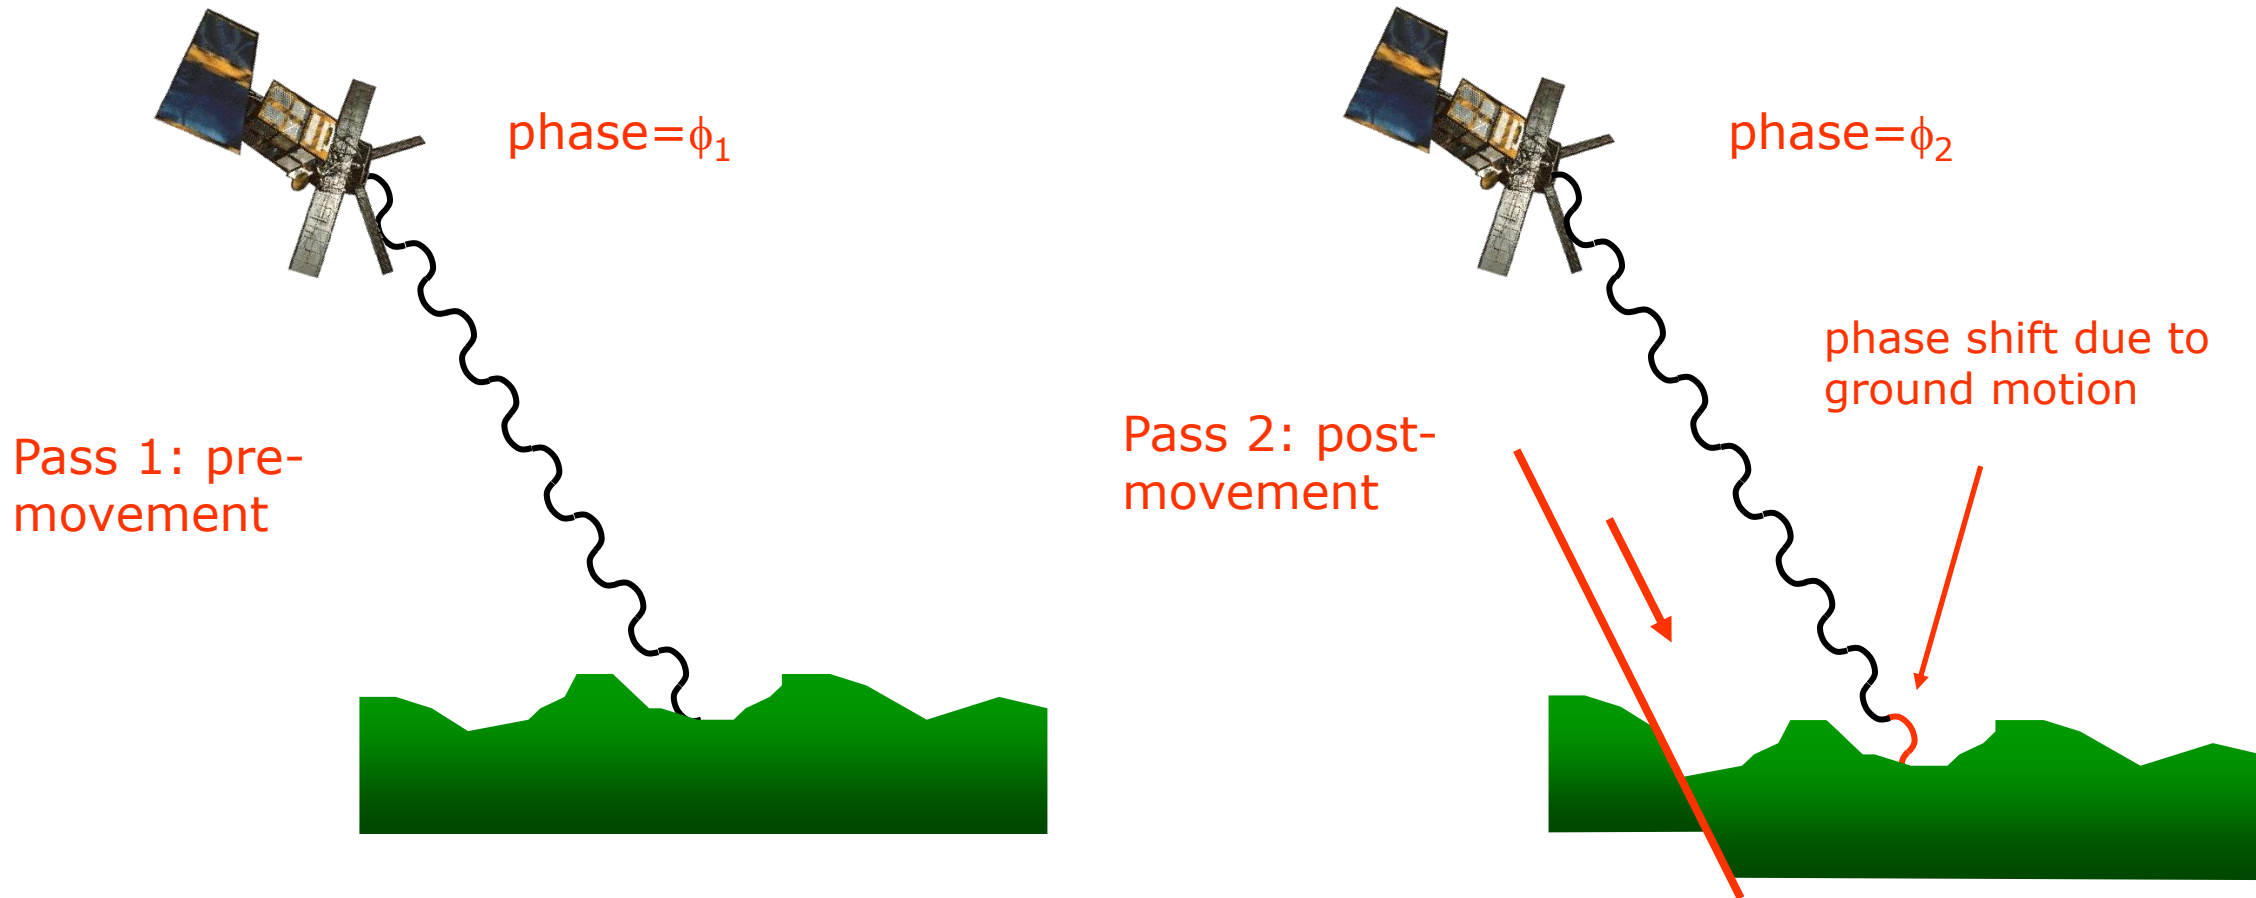 phase=ϕ₁
Pass 1: pre-
movement
phase=ϕ₂
Pass 2: post-
movement
phase shift due to
ground motion